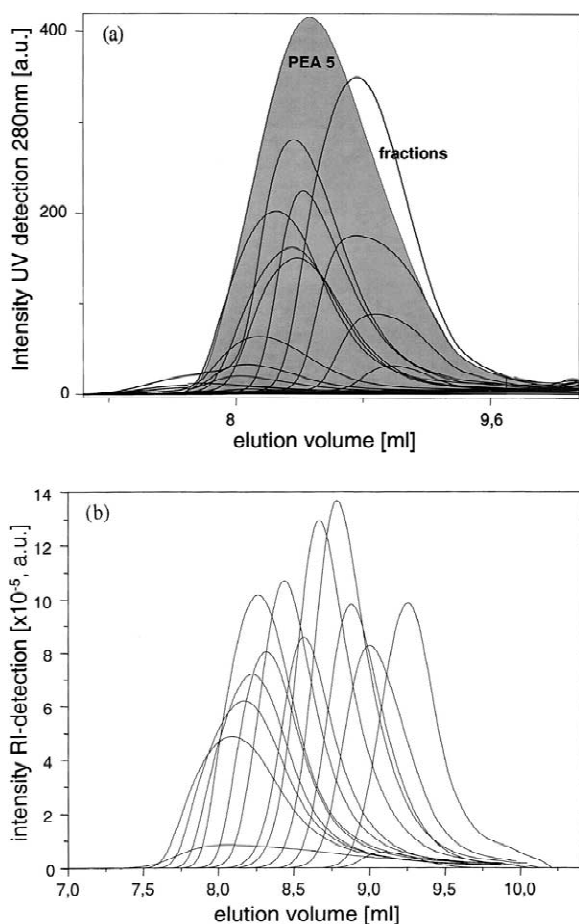 (a)
Intensity UV detection 280nm [a.u.]
400
200
0
PEA 5
fractions
8
9,6
elution volume [ml]
(b)
intensity RI-detection [x10-5, a.u.]
14
12
10
8
6
4
2
0
7,0 7,5 8,0 8,5 9,0 9,5 10,0
elution volume [ml]